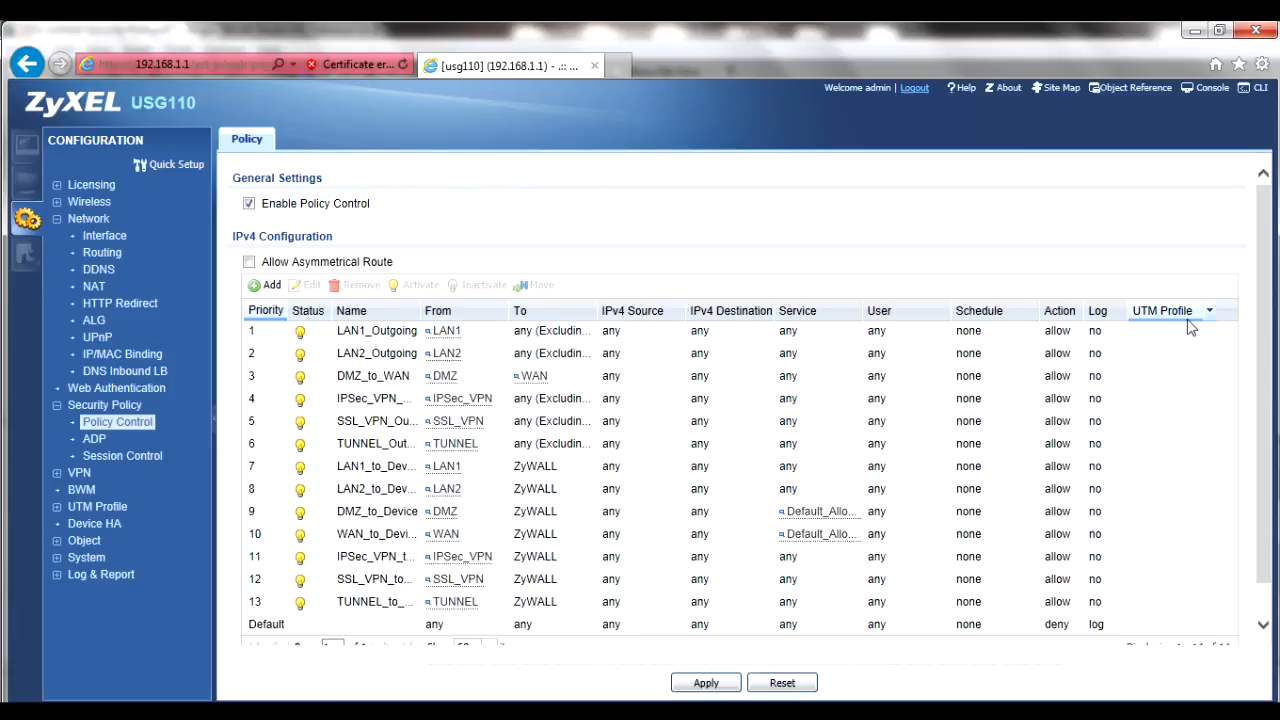 192.168.1.1
Certificate er...
[usg110] (192.168.1.1) - .:: ...
ZyXEL USG110
Welcome admin | Logout ?Help Z About Site Map Object Reference Console CLI
CONFIGURATION
Quick Setup
Licensing
Wireless
Network
Interface
Routing
DDNS
NAT
HTTP Redirect
ALG
UPnP
IP/MAC Binding
DNS Inbound LB
Web Authentication
Security Policy
Policy Control
ADP
Session Control
VPN
BWM
UTM Profile
Device HA
Object
System
Log & Report
Policy
General Settings
Enable Policy Control
IPv4 Configuration
Allow Asymmetrical Route
Add Edit Remove Activate Inactivate Move
Priority Status Name From To IPv4 Source IPv4 Destination Service User Schedule Action Log UTM Profile
1 LAN1_Outgoing LAN1 any (Excludin... any any any any none allow no
2 LAN2_Outgoing LAN2 any (Excludin... any any any any none allow no
3 DMZ_to_WAN DMZ WAN any any any any none allow no
4 IPSec_VPN_... IPSec_VPN any (Excludin... any any any any none allow no
5 SSL_VPN_Ou... SSL_VPN any (Excludin... any any any any none allow no
6 TUNNEL_Out... TUNNEL any (Excludin... any any any any none allow no
7 LAN1_to_Dev... LAN1 ZyWALL any any any any none allow no
8 LAN2_to_Dev... LAN2 ZyWALL any any any any none allow no
9 DMZ_to_Device DMZ ZyWALL any any Default_Allo... any none allow no
10 WAN_to_Devi... WAN ZyWALL any any Default_Allo... any none allow no
11 IPSec_VPN_t... IPSec_VPN ZyWALL any any any any none allow no
12 SSL_VPN_to... SSL_VPN ZyWALL any any any any none allow no
13 TUNNEL_to_... TUNNEL ZyWALL any any any any none allow no
Default any any any any any any none deny log
Apply Reset